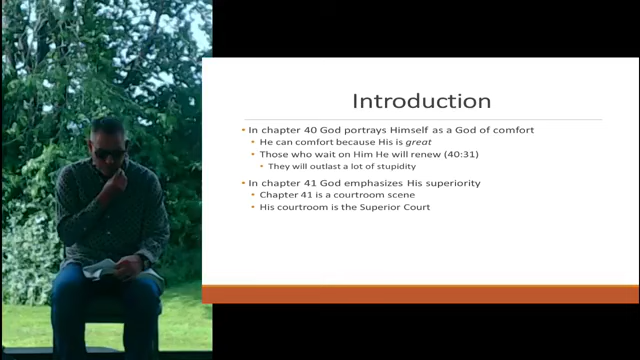 Introduction
• In chapter 40 God portrays Himself as a God of comfort
• He can comfort because His is great
• Those who wait on Him He will renew (40:31)
• They will outlast a lot of stupidity
• In chapter 41 God emphasizes His superiority
• Chapter 41 is a courtroom scene
• His courtroom is the Superior Court